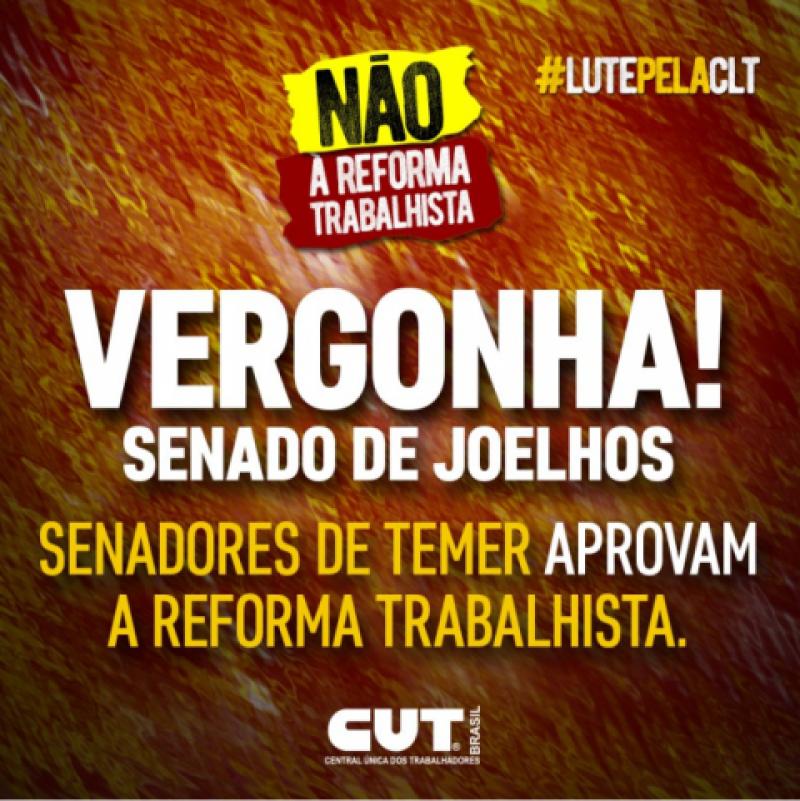 NÃO
À REFORMA
TRABALHISTA
#LUTEPELACLT
VERGONHA!
SENADO DE JOELHOS
SENADORES DE TEMER APROVAM
A REFORMA TRABALHISTA.
CUT® BRASIL
CENTRAL ÚNICA DOS TRABALHADORES